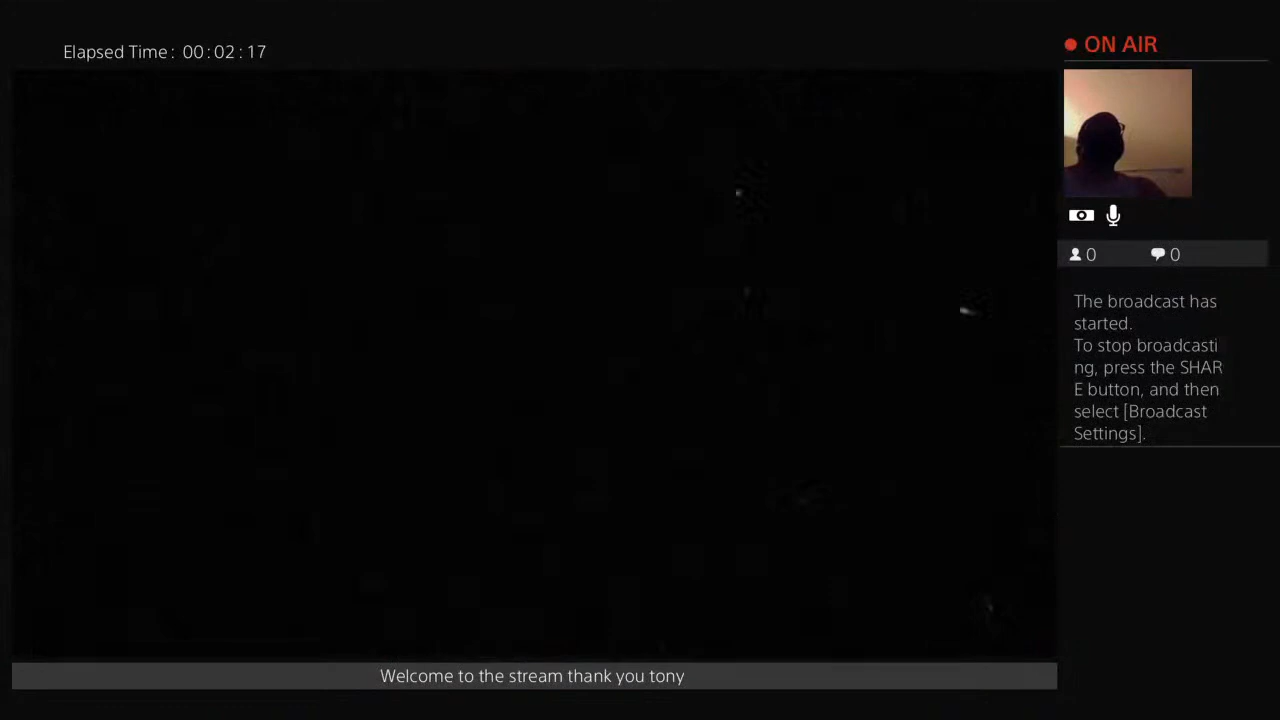 Elapsed Time: 00:02:17
ON AIR
0 0
The broadcast has
started.
To stop broadcasti
ng, press the SHAR
E button, and then
select [Broadcast
Settings].
Welcome to the stream thank you tony